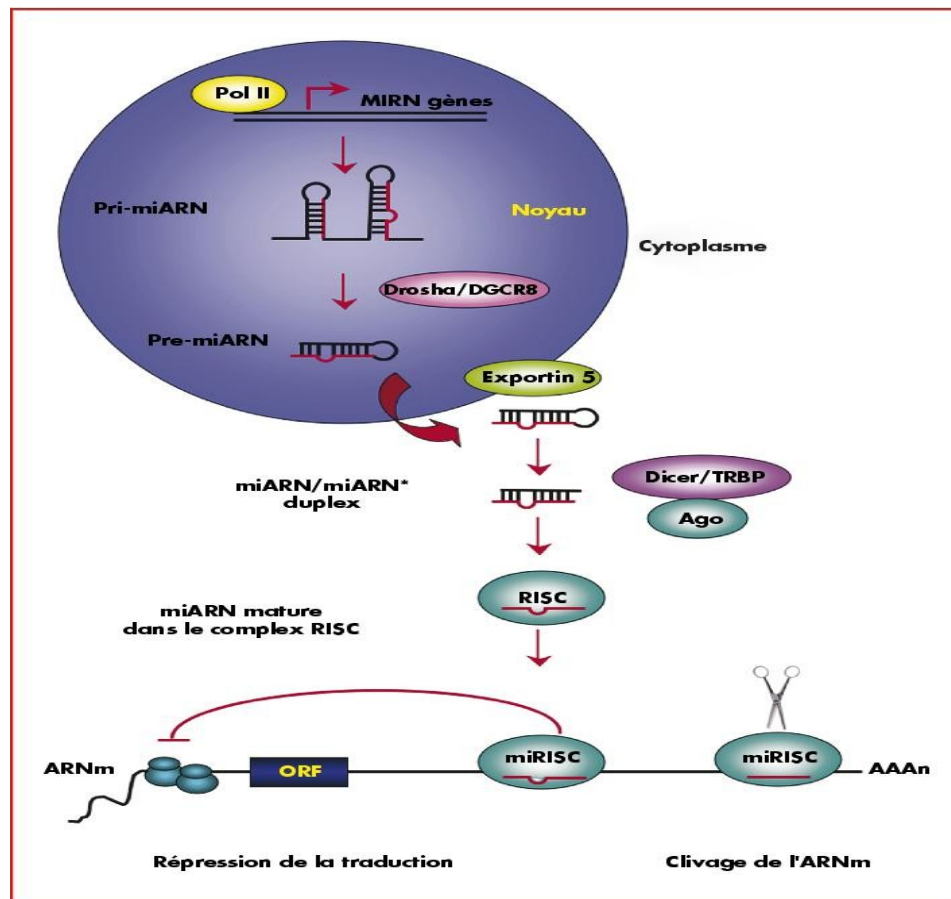 Pol II
MIRN gènes
Pri-miARN
Noyau
Cytoplasme
Drosha/DGCR8
Pre-miARN
Exportin 5
miARN/miARN*
duplex
Dicer/TRBP
Ago
RISC
miARN mature
dans le complex RISC
ARNm
ORF
miRISC
miRISC
AAAn
Répression de la traduction
Clivage de l'ARNm